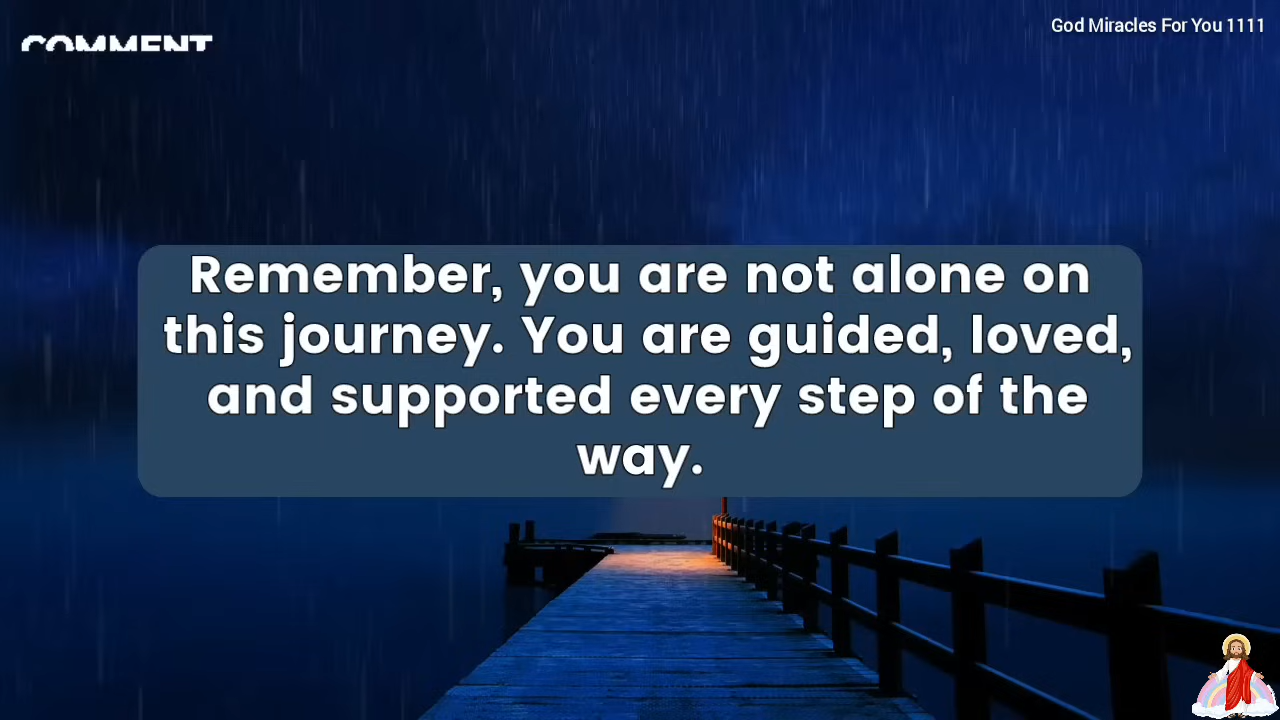 COMMENT
God Miracles For You 1111
Remember, you are not alone on
this journey. You are guided, loved,
and supported every step of the
way.